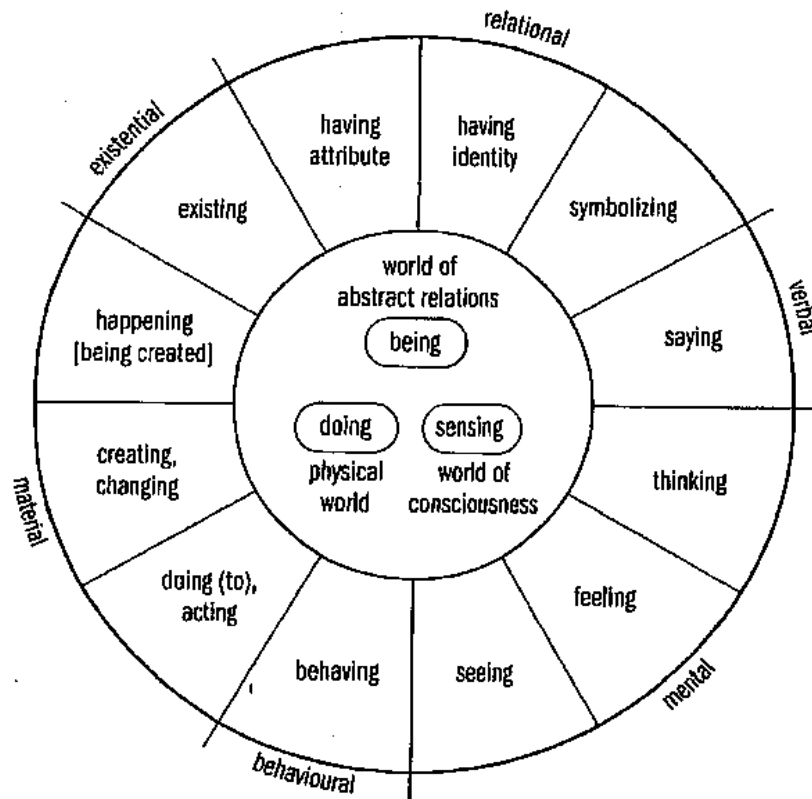 relational
existential
having
attribute
having
identity
existing
symbolizing
verbal
world of
abstract relations
being
happening
[being created]
saying
doing
sensing
physical
world
world of
consciousness
creating,
changing
thinking
material
doing (to),
acting
feeling
behaving
seeing
mental
behavioural